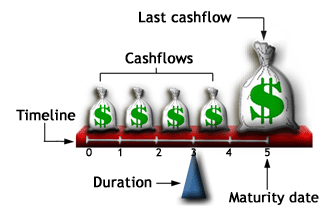 Last cashflow
Cashflows
$ $ $ $ $
Timeline
0 1 2 3 4 5
Duration
Maturity date